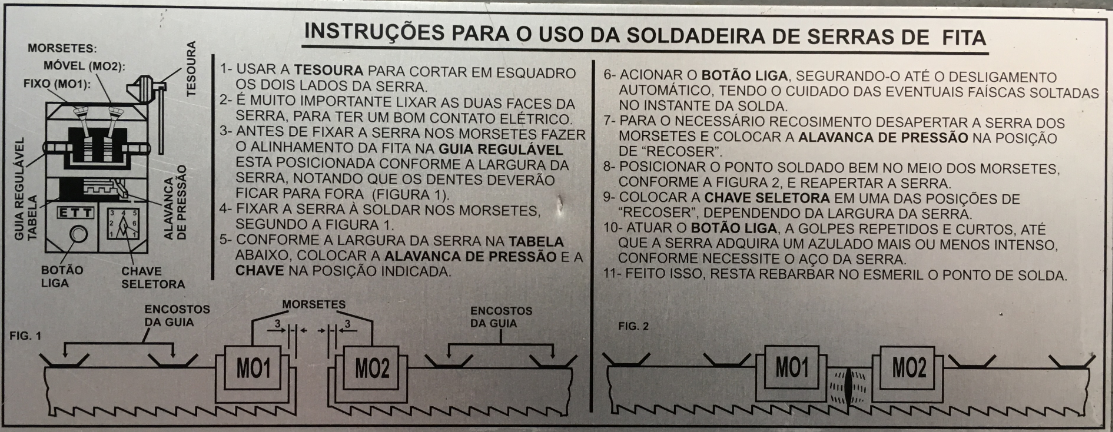 INSTRUÇÕES PARA O USO DA SOLDADEIRA DE SERRAS DE FITA
MORSETES:
MÓVEL (MO2):
FIXO (MO1):
TESOURA
GUIA REGULÁVEL
TABELA
ALAVANCA
DE PRESSÃO
ETT
3 4 5
2 6
1
BOTÃO
LIGA
CHAVE
SELETORA
1- USAR A TESOURA PARA CORTAR EM ESQUADRO
OS DOIS LADOS DA SERRA.
2- É MUITO IMPORTANTE LIXAR AS DUAS FACES DA
SERRA, PARA TER UM BOM CONTATO ELÉTRICO.
3- ANTES DE FIXAR A SERRA NOS MORSETES FAZER
O ALINHAMENTO DA FITA NA GUIA REGULÁVEL
ESTA POSICIONADA CONFORME A LARGURA DA
SERRA, NOTANDO QUE OS DENTES DEVERÃO
FICAR PARA FORA (FIGURA 1).
4- FIXAR A SERRA À SOLDAR NOS MORSETES,
SEGUNDO A FIGURA 1.
5- CONFORME A LARGURA DA SERRA NA TABELA
ABAIXO, COLOCAR A ALAVANCA DE PRESSÃO E A
CHAVE NA POSIÇÃO INDICADA.
6- ACIONAR O BOTÃO LIGA, SEGURANDO-O ATÉ O DESLIGAMENTO
AUTOMÁTICO, TENDO O CUIDADO DAS EVENTUAIS FAÍSCAS SOLTADAS
NO INSTANTE DA SOLDA.
7- PARA O NECESSÁRIO RECOSIMENTO DESAPERTAR A SERRA DOS
MORSETES E COLOCAR A ALAVANCA DE PRESSÃO NA POSIÇÃO
DE “RECOSER”.
8- POSICIONAR O PONTO SOLDADO BEM NO MEIO DOS MORSETES,
CONFORME A FIGURA 2, E REAPERTAR A SERRA.
9- COLOCAR A CHAVE SELETORA EM UMA DAS POSIÇÕES DE
“RECOSER”, DEPENDENDO DA LARGURA DA SERRA.
10- ATUAR O BOTÃO LIGA, A GOLPES REPETIDOS E CURTOS, ATÉ
QUE A SERRA ADQUIRA UM AZULADO MAIS OU MENOS INTENSO,
CONFORME NECESSITE O AÇO DA SERRA.
11- FEITO ISSO, RESTA REBARBAR NO ESMERIL O PONTO DE SOLDA.
FIG. 1
ENCOSTOS
DA GUIA
MORSETES
3
3
ENCOSTOS
DA GUIA
MO1
MO2
FIG. 2
MO1
MO2